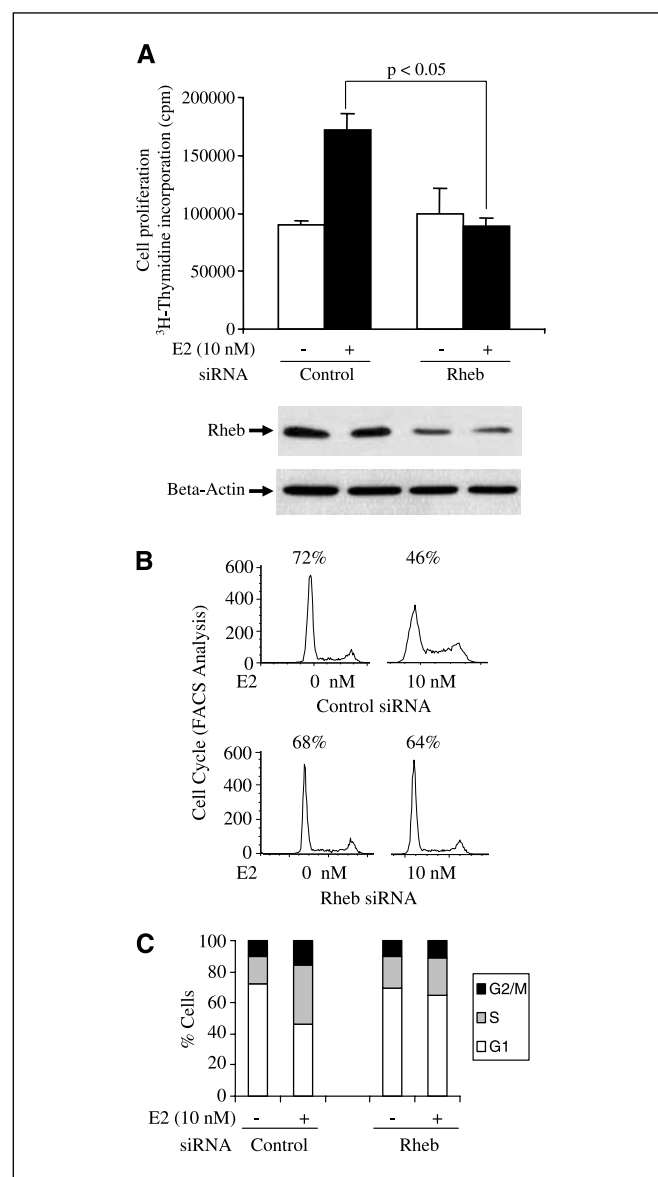 A
p < 0.05
Cell proliferation
³H-Thymidine incorporation (cpm)
200000
150000
100000
50000
0
E2 (10 nM) - + - +
siRNA Control Rheb
Rheb
Beta-Actin
B
Cell Cycle (FACS Analysis)
72% 46%
600
400
200
0
E2 0 nM 10 nM
Control siRNA
68% 64%
600
400
200
0
E2 0 nM 10 nM
Rheb siRNA
C
% Cells
100
80
60
40
20
0
G2/M
S
G1
E2 (10 nM) - + - +
siRNA Control Rheb